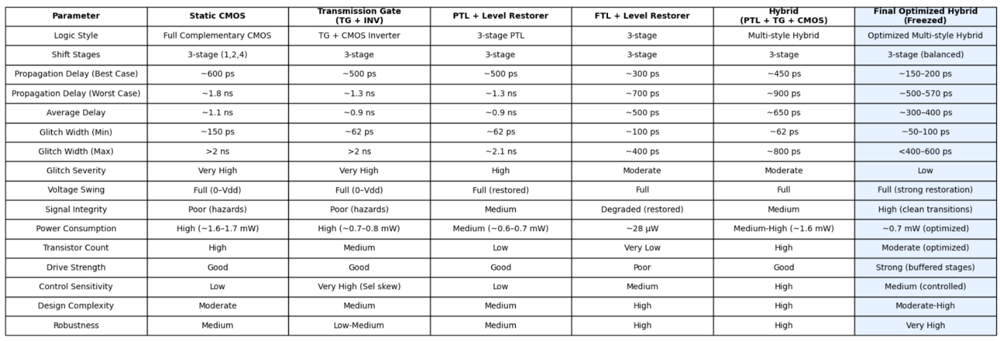 Parameter Static CMOS Transmission Gate (TG + INV) PTL + Level Restorer FTL + Level Restorer Hybrid (PTL + TG + CMOS) Final Optimized Hybrid (Freezed)
Logic Style Full Complementary CMOS TG + CMOS Inverter 3-stage PTL 3-stage Multi-style Hybrid Optimized Multi-style Hybrid
Shift Stages 3-stage (1,2,4) 3-stage 3-stage 3-stage 3-stage 3-stage (balanced)
Propagation Delay (Best Case) ~600 ps ~500 ps ~500 ps ~300 ps ~450 ps ~150–200 ps
Propagation Delay (Worst Case) ~1.8 ns ~1.3 ns ~1.3 ns ~700 ps ~900 ps ~500–570 ps
Average Delay ~1.1 ns ~0.9 ns ~0.9 ns ~500 ps ~650 ps ~300–400 ps
Glitch Width (Min) ~150 ps ~62 ps ~62 ps ~100 ps ~62 ps ~50–100 ps
Glitch Width (Max) >2 ns >2 ns ~2.1 ns ~400 ps ~800 ps <400–600 ps
Glitch Severity Very High Very High High Moderate Moderate Low
Voltage Swing Full (0–Vdd) Full (0–Vdd) Full (restored) Full Full Full (strong restoration)
Signal Integrity Poor (hazards) Poor (hazards) Medium Degraded (restored) Medium High (clean transitions)
Power Consumption High (~1.6–1.7 mW) High (~0.7–0.8 mW) Medium (~0.6–0.7 mW) ~28 μW Medium-High (~1.6 mW) ~0.7 mW (optimized)
Transistor Count High Medium Low Very Low High Moderate (optimized)
Drive Strength Good Good Good Poor Good Strong (buffered stages)
Control Sensitivity Low Very High (Sel skew) Low Medium High Medium (controlled)
Design Complexity Moderate Medium Medium High High Moderate-High
Robustness Medium Low-Medium Medium High High Very High